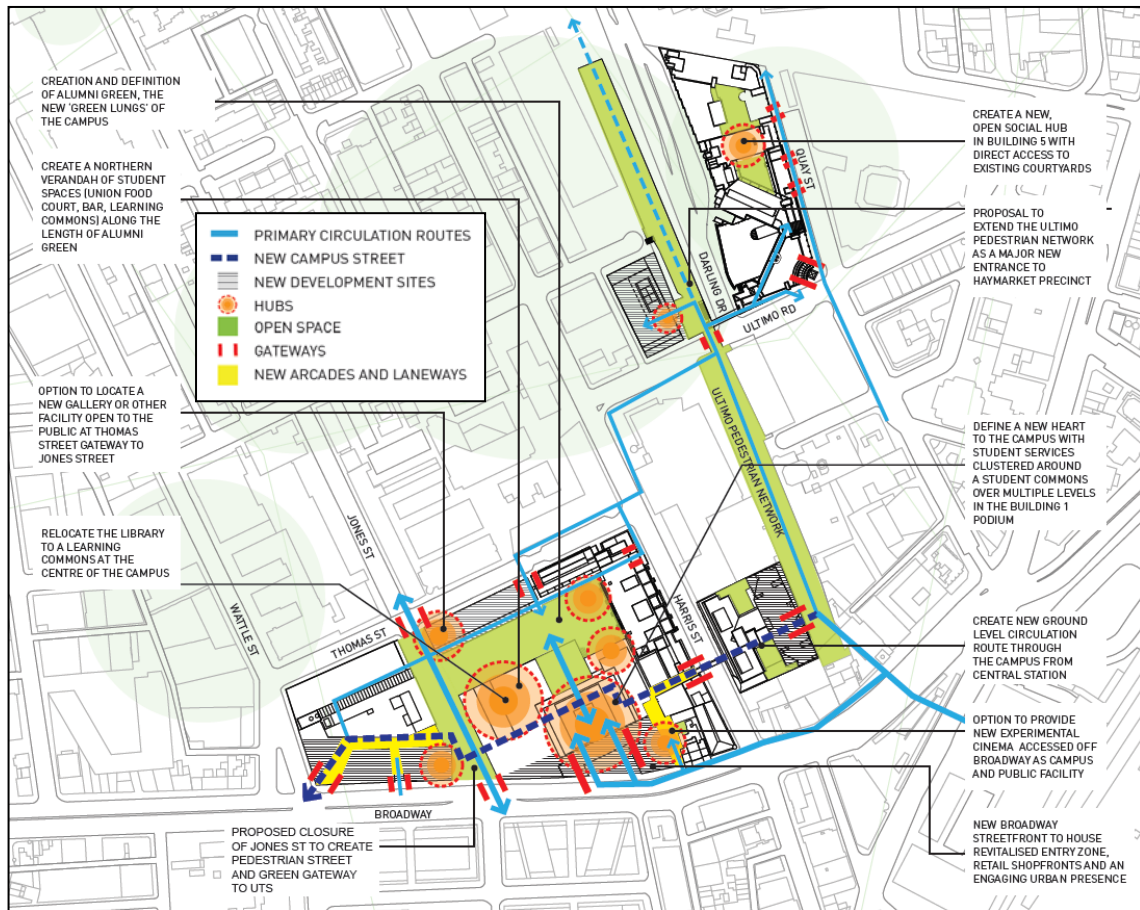 CREATION AND DEFINITION
OF ALUMNI GREEN, THE
NEW 'GREEN LUNGS' OF
THE CAMPUS
CREATE A NORTHERN
VERANDAH OF STUDENT
SPACES (UNION FOOD
COURT, BAR, LEARNING
COMMONS) ALONG THE
LENGTH OF ALUMNI
GREEN
OPTION TO LOCATE A
NEW GALLERY OR OTHER
FACILITY OPEN TO THE
PUBLIC AT THOMAS
STREET GATEWAY TO
JONES STREET
RELOCATE THE LIBRARY
TO A LEARNING
COMMONS AT THE
CENTRE OF THE CAMPUS
PRIMARY CIRCULATION ROUTES
NEW CAMPUS STREET
NEW DEVELOPMENT SITES
HUBS
OPEN SPACE
GATEWAYS
NEW ARCADES AND LANEWAYS
QUAY ST
DARLING DR
ULTIMO RD
ULTIMO PEDESTRIAN NETWORK
JONES ST
WATTLE ST
THOMAS ST
HARRIS ST
BROADWAY
PROPOSED CLOSURE
OF JONES ST TO CREATE
PEDESTRIAN STREET
AND GREEN GATEWAY
TO UTS
CREATE A NEW,
OPEN SOCIAL HUB
IN BUILDING 5 WITH
DIRECT ACCESS TO
EXISTING COURTYARDS
PROPOSAL TO
EXTEND THE ULTIMO
PEDESTRIAN NETWORK
AS A MAJOR NEW
ENTRANCE TO
HAYMARKET PRECINCT
DEFINE A NEW HEART
TO THE CAMPUS WITH
STUDENT SERVICES
CLUSTERED AROUND
A STUDENT COMMONS
OVER MULTIPLE LEVELS
IN THE BUILDING 1
PODIUM
CREATE NEW GROUND
LEVEL CIRCULATION
ROUTE THROUGH
THE CAMPUS FROM
CENTRAL STATION
OPTION TO PROVIDE
NEW EXPERIMENTAL
CINEMA ACCESSED OFF
BROADWAY AS CAMPUS
AND PUBLIC FACILITY
NEW BROADWAY
STREETFRONT TO HOUSE
REVITALISED ENTRY ZONE,
RETAIL SHOPFRONTS AND AN
ENGAGING URBAN PRESENCE